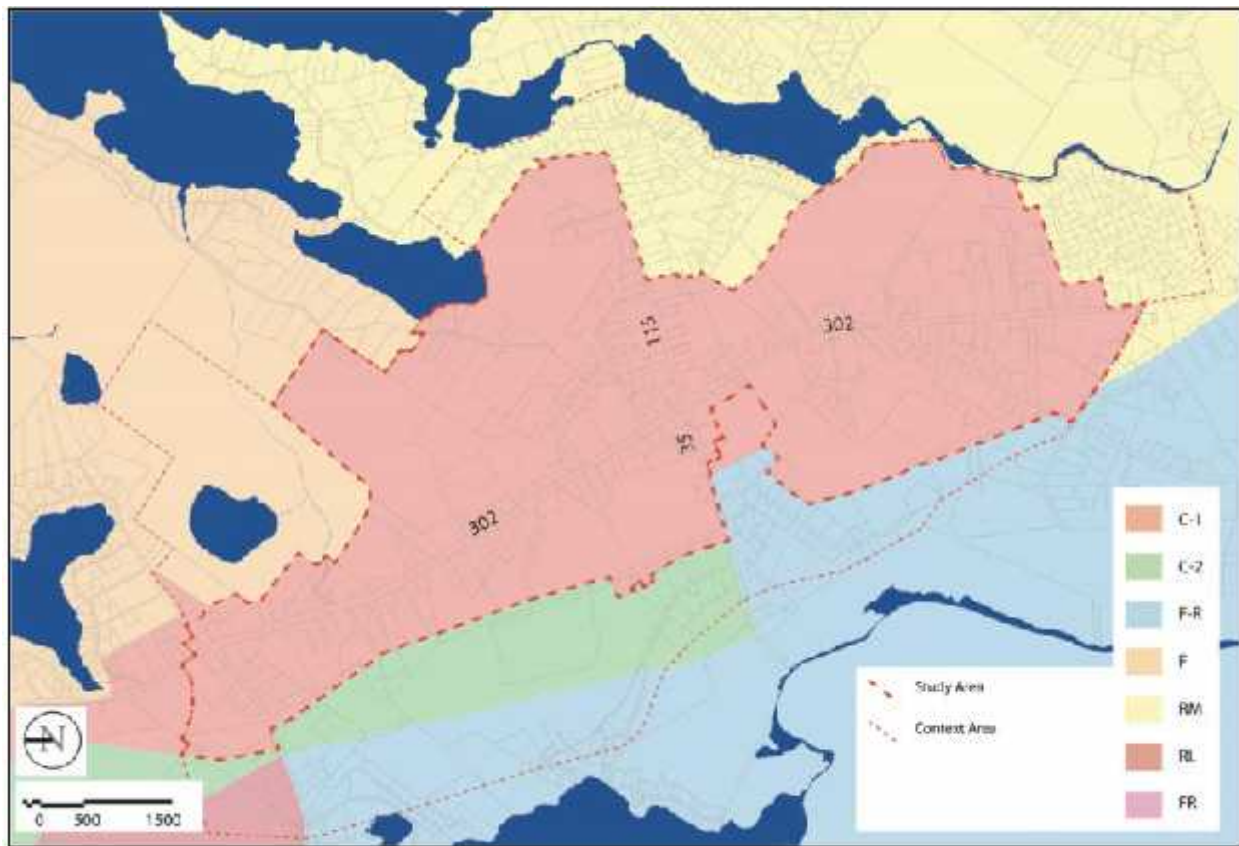 115
302
35
302
C-1
C-2
F-R
F
RM
RL
FR
Study Area
Context Area
N
0 500 1500